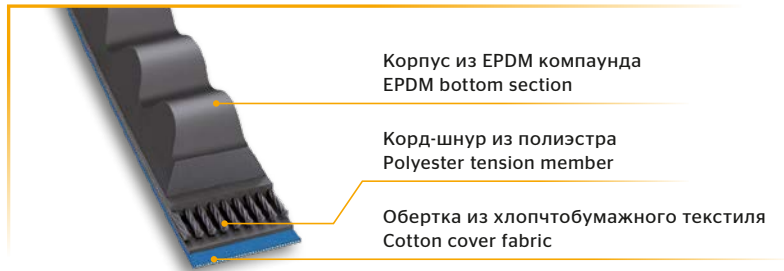 Корпус из EPDM компаунда
EPDM bottom section
Корд-шнур из полиэстра
Polyester tension member
Обертка из хлопчтобумажного текстиля
Cotton cover fabric